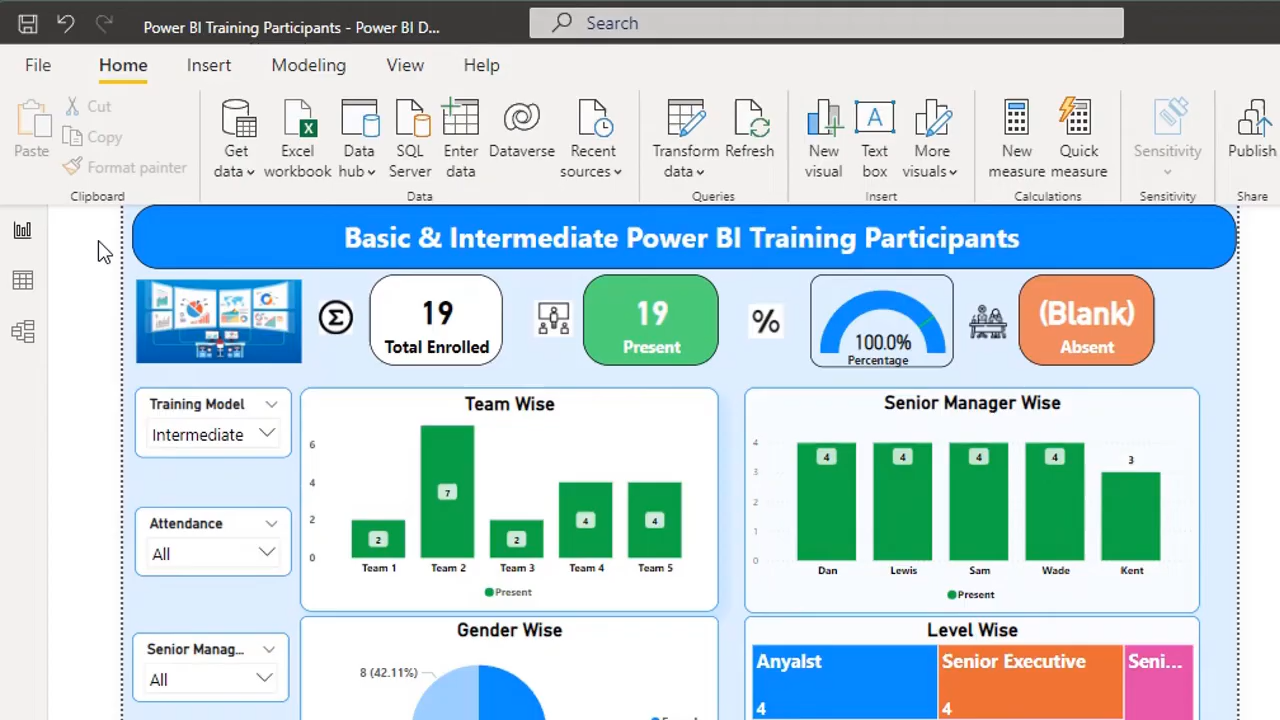 Power BI Training Participants - Power BI D...
Search
File Home Insert Modeling View Help
Paste
Cut
Copy
Format painter
Clipboard
Get data
Excel workbook
Data hub
SQL Server
Enter data
Dataverse
Recent sources
Data
Transform data
Refresh
Queries
New visual
Text box
More visuals
Insert
New measure
Quick measure
Calculations
Sensitivity
Sensitivity
Publish
Share
Basic & Intermediate Power BI Training Participants
Σ
19
Total Enrolled
19
Present
%
100.0%
Percentage
(Blank)
Absent
Training Model
Intermediate
Attendance
All
Senior Manag...
All
Team Wise
6
4
2
0
2
7
2
4
4
Team 1 Team 2 Team 3 Team 4 Team 5
Present
Senior Manager Wise
4
3
2
1
0
4
4
4
4
3
Dan Lewis Sam Wade Kent
Present
Gender Wise
8 (42.11%)
Level Wise
Anyalst
4
Senior Executive
4
Seni...